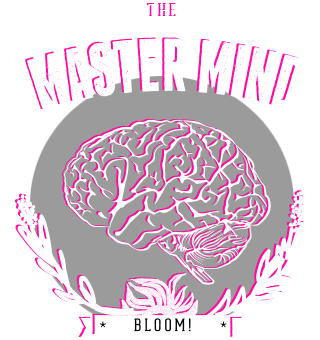 THE
MASTER MIND
* BLOOM! *